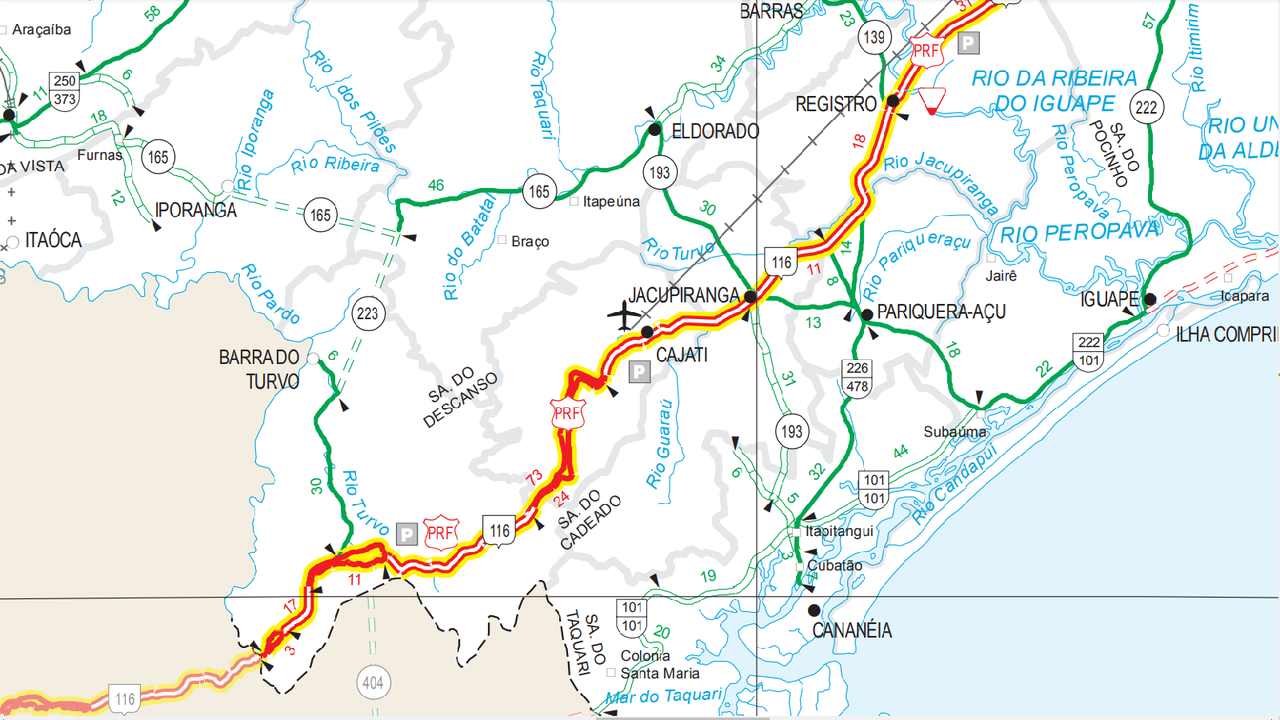 BARRAS
58
23
31
57
Araçaíba
139
PRF
P
34
Rio Itimirim
250
373
6
11
Rio dos Pilões
Rio Taquari
REGISTRO
RIO DA RIBEIRA
DO IGUAPE
222
18
ELDORADO
18
SA. DO
POCINHO
RIO UN
DA ALDE
Furnas
165
Rio Iporanga
Rio Ribeira
Rio Peropava
DA VISTA
193
Rio Jacupiranga
12
46
165
Itapeúna
IPORANGA
165
30
ITAÓCA
Rio do Batatal
Braço
Rio Turvo
14
Rio Pariqueraçu
RIO PEROPAVA
116
11
Jairê
Rio Pardo
8
JACUPIRANGA
IGUAPE
Icapara
223
13
PARIQUERA-AÇU
ILHA COMPRI
CAJATI
BARRA DO
TURVO
6
P
18
222
101
22
SA. DO
DESCANSO
31
226
478
PRF
Rio Guaraú
193
Subaúma
44
6
32
73
24
101
101
Rio Candapuí
30
Rio Turvo
5
SA. DO
CADEADO
P
PRF
116
Itapitangui
3
Cubatão
11
19
17
101
101
CANANÉIA
3
20
SA. DO
TAQUARI
Colonia
Santa Maria
404
116
Mar do Taquari